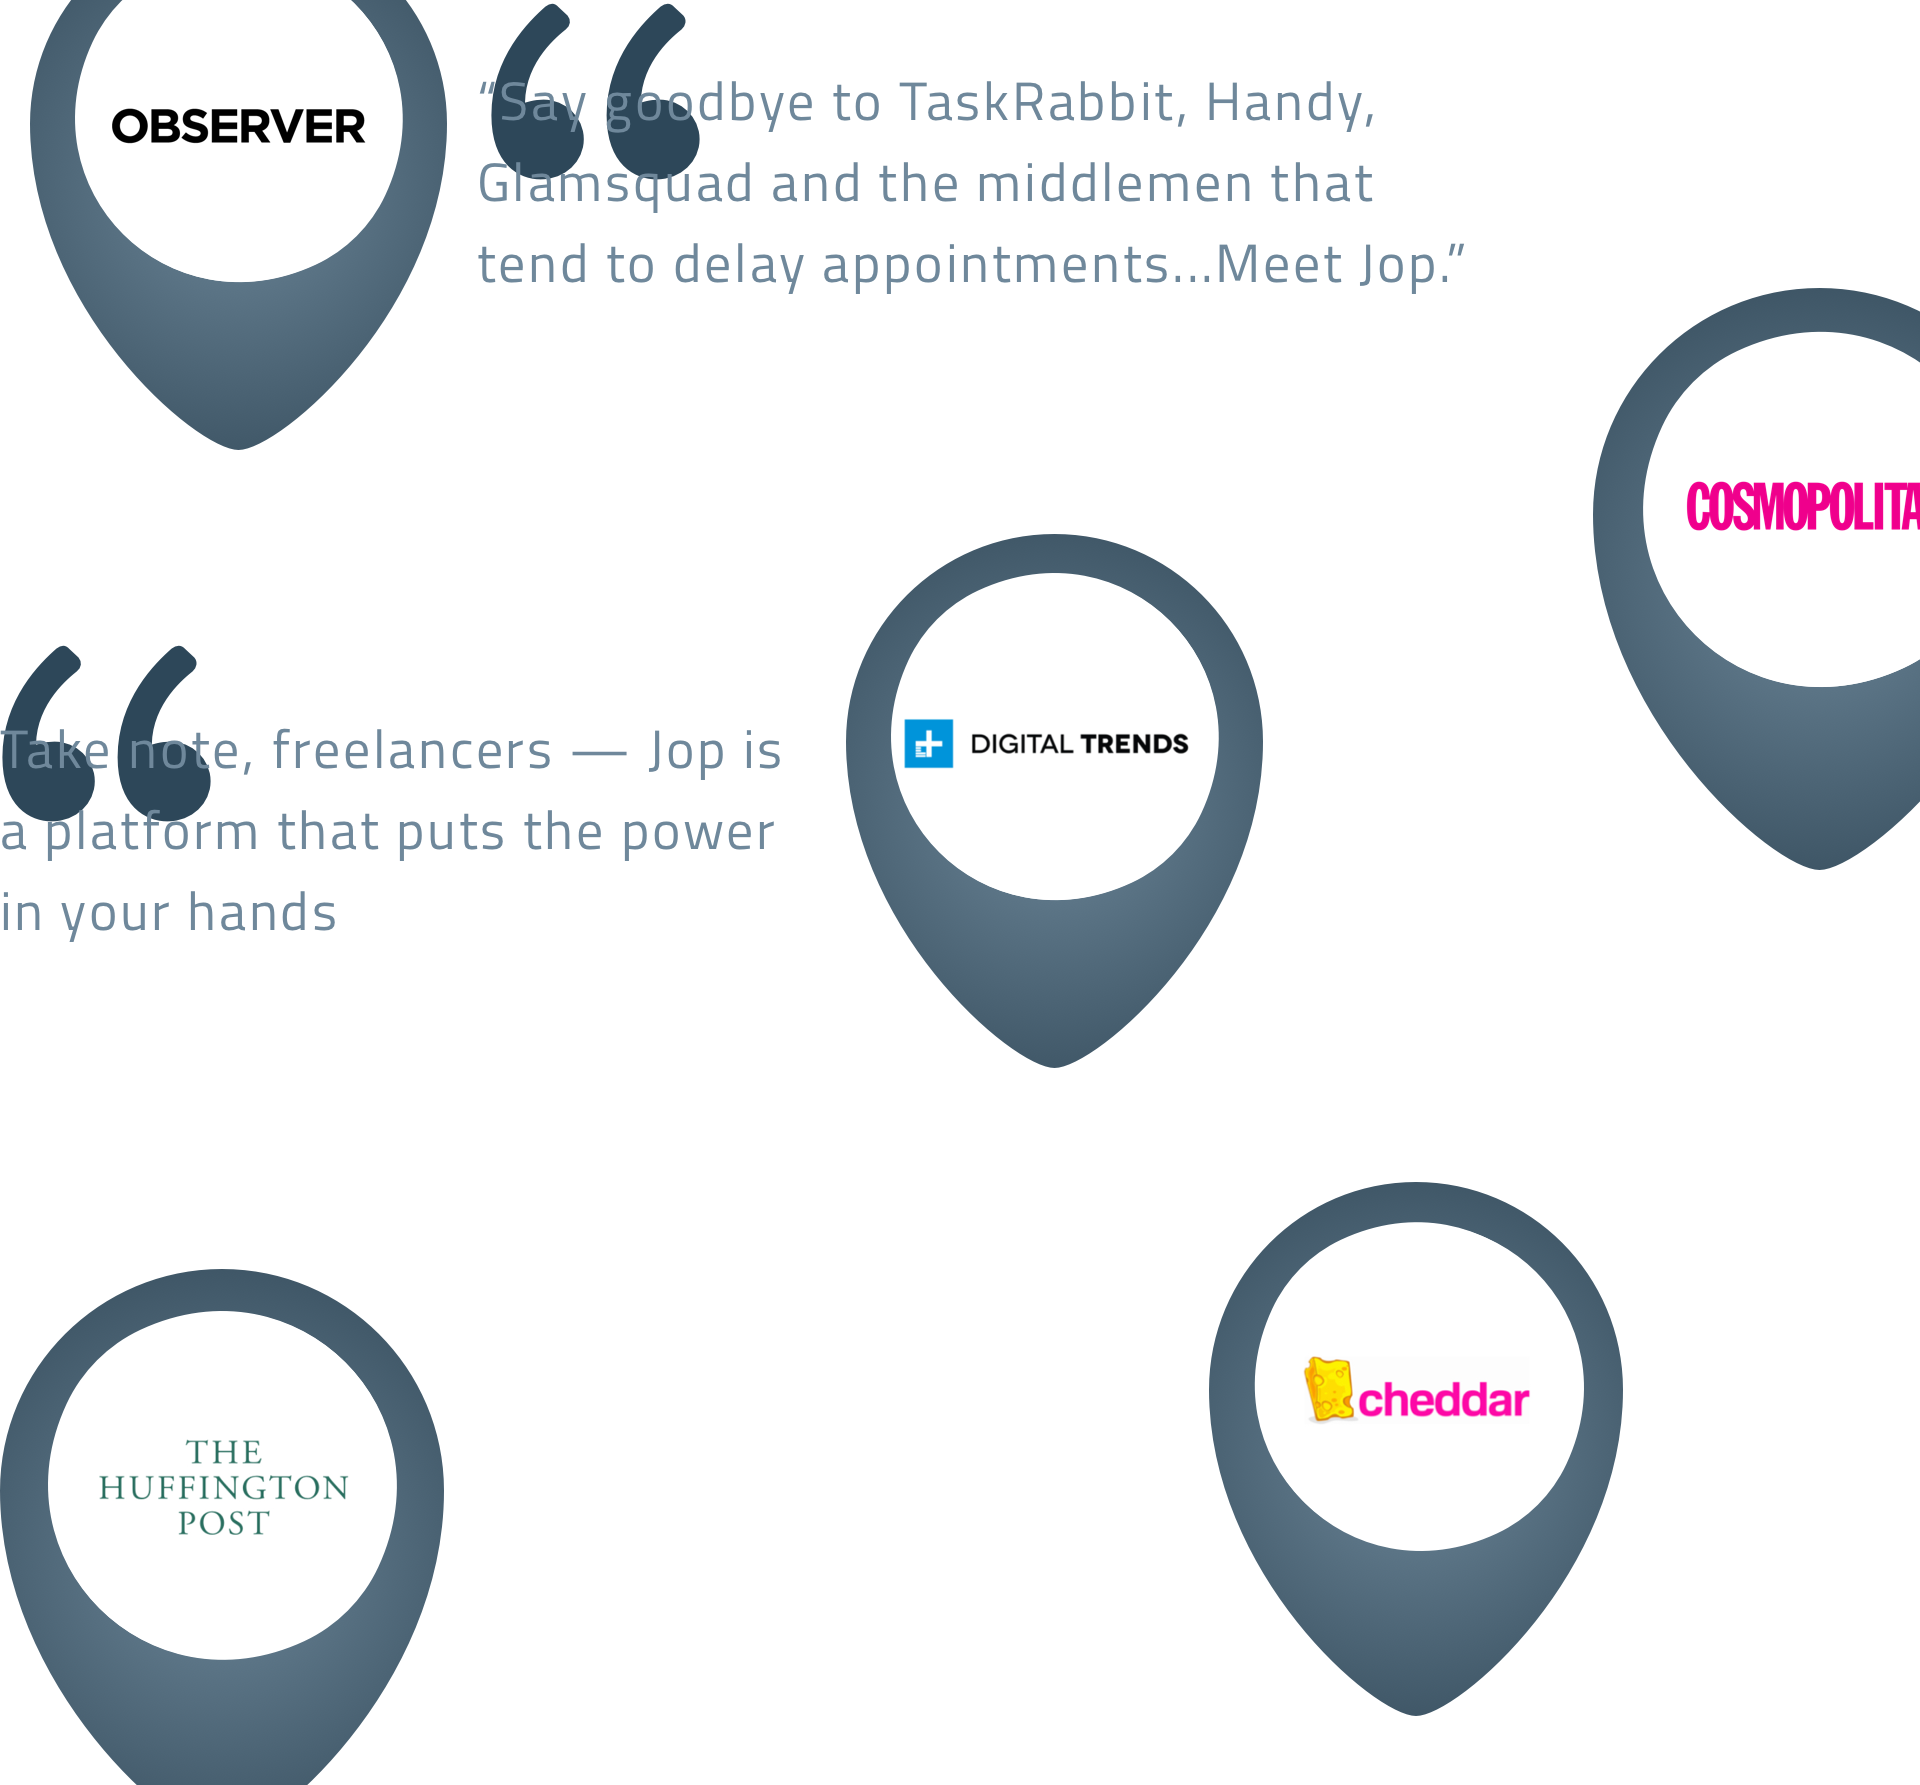 OBSERVER
“Say goodbye to TaskRabbit, Handy,
Glamsquad and the middlemen that
tend to delay appointments...Meet Jop.”
COSMOPOLITA
Take note, freelancers — Jop is
a platform that puts the power
in your hands
DIGITAL TRENDS
cheddar
THE
HUFFINGTON
POST